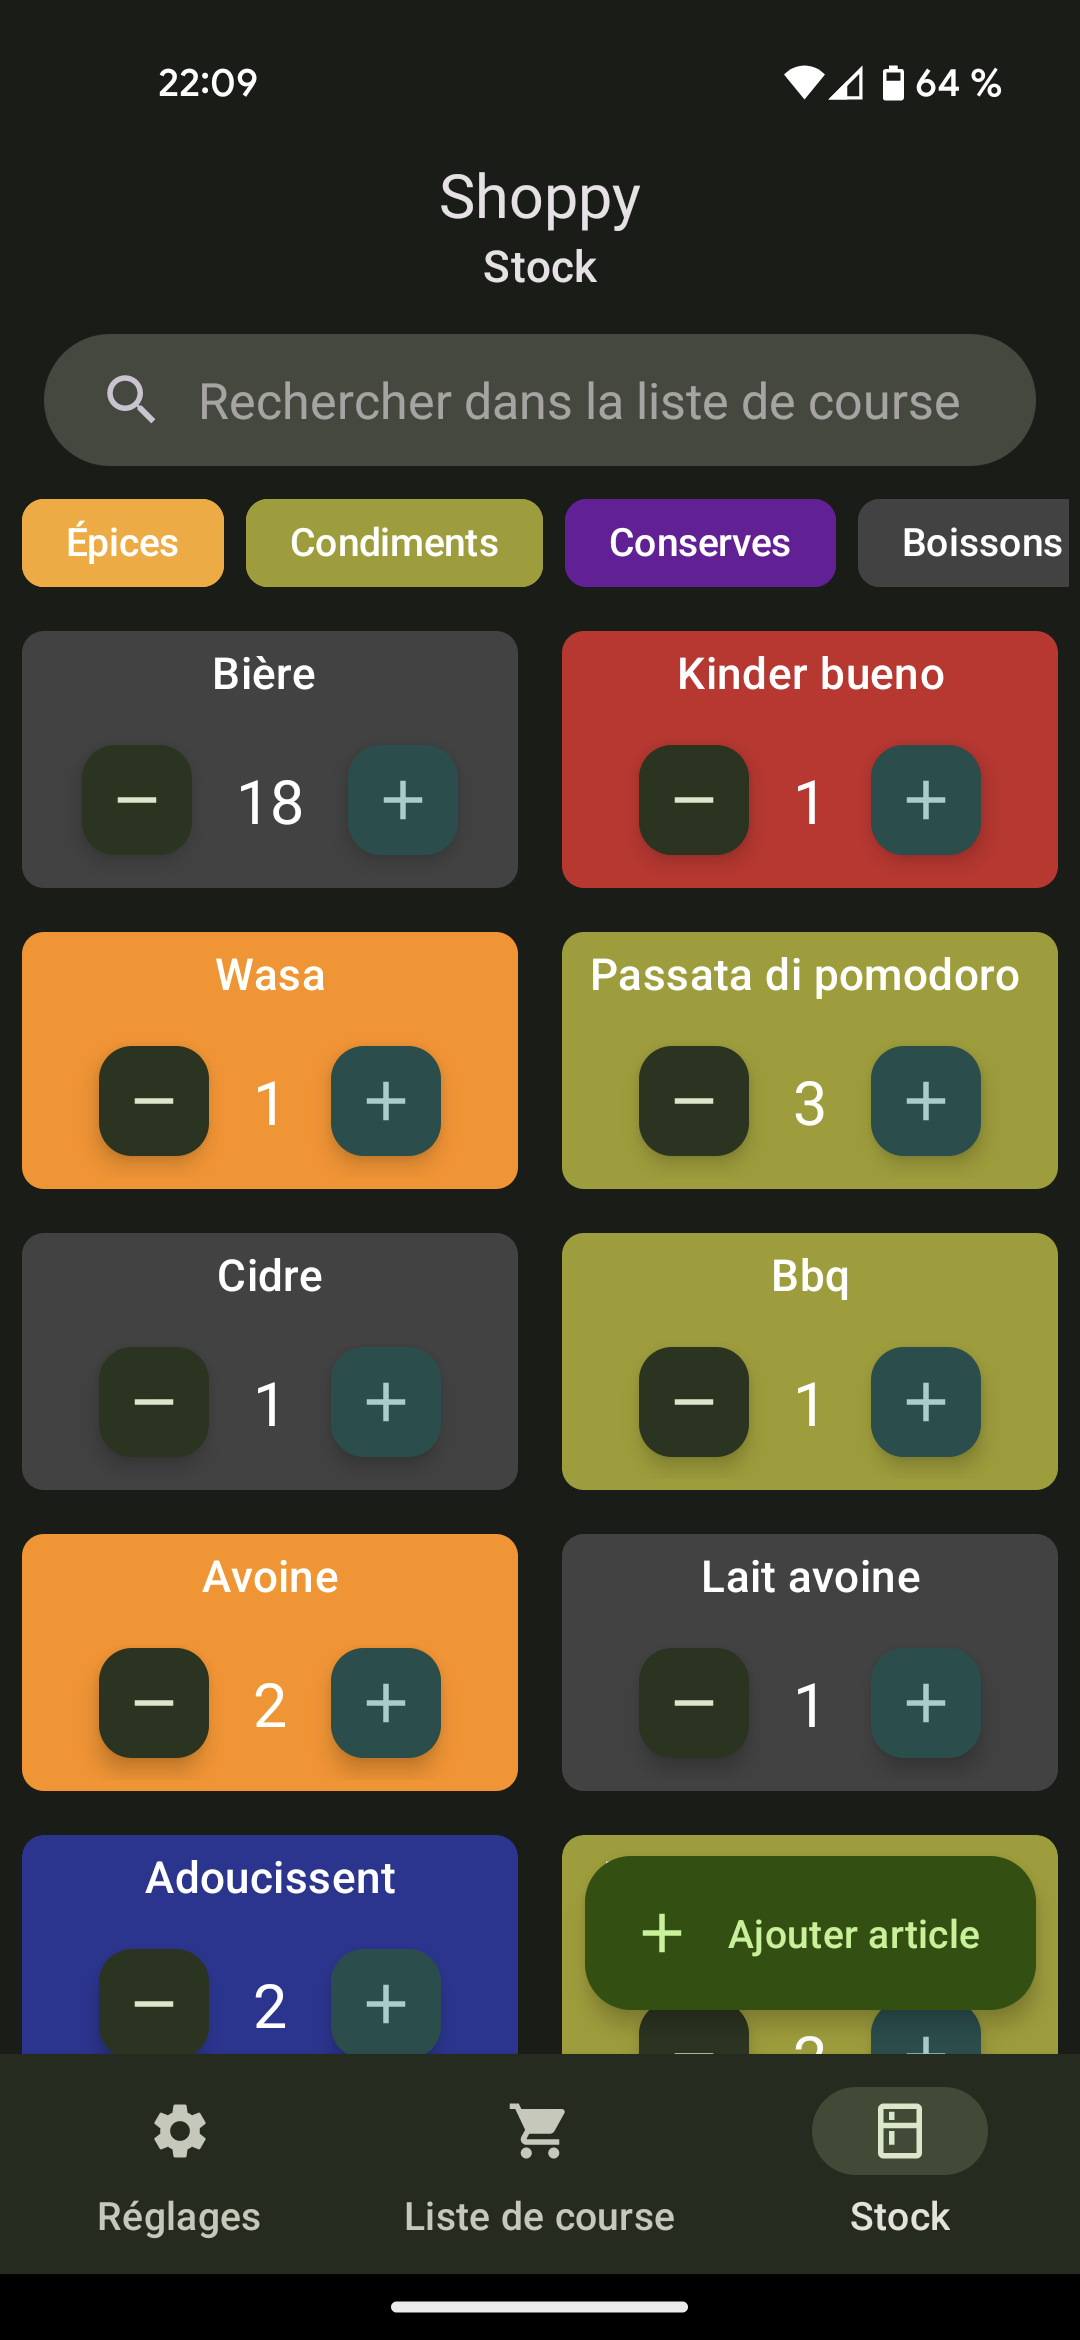 22:09
64 %
Shoppy
Stock
Rechercher dans la liste de course
Épices
Condiments
Conserves
Boissons
Bière
Kinder bueno
18
1
Wasa
Passata di pomodoro
1
3
Cidre
Bbq
1
1
Avoine
Lait avoine
2
1
Adoucissent
Ajouter article
2
Réglages
Liste de course
Stock